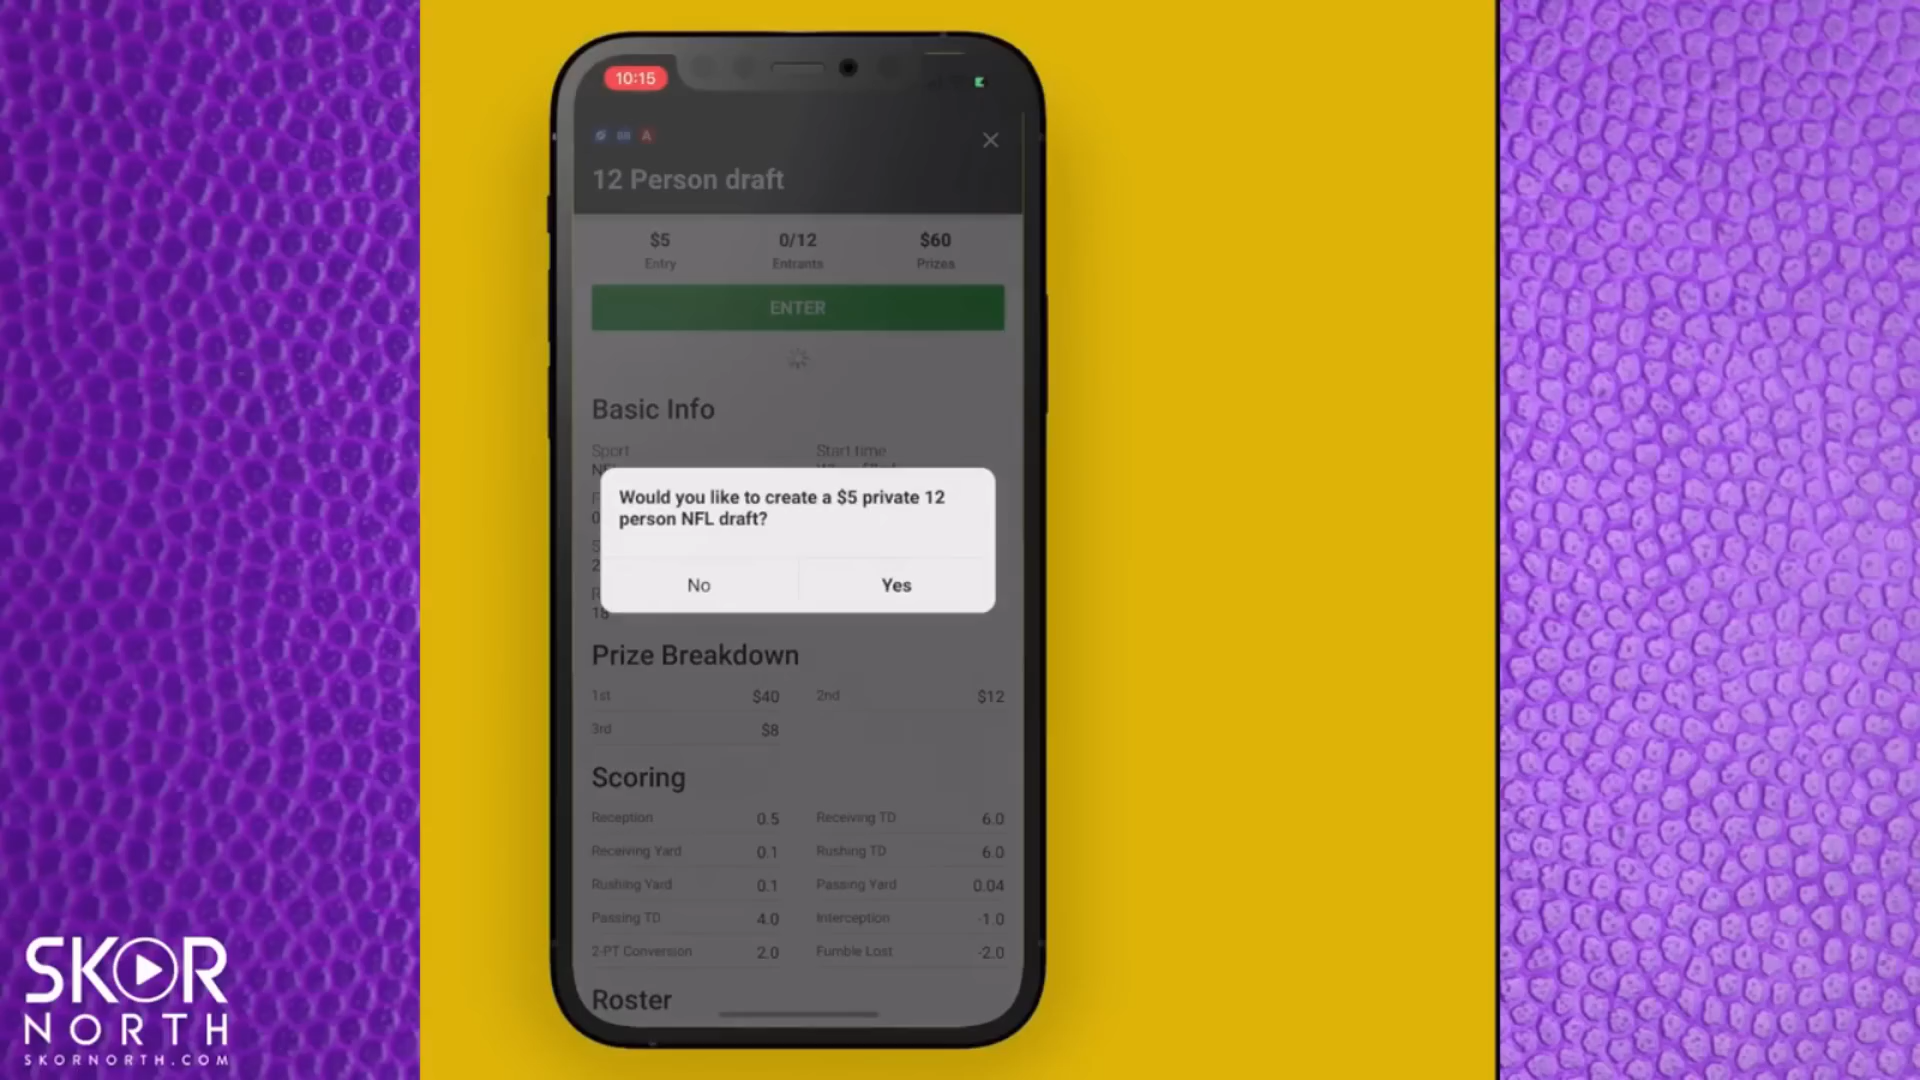 10:15
BB A
12 Person draft
$5 0/12 $60
Entry Entrants Prizes
ENTER
Basic Info
Sport Start time
Would you like to create a $5 private 12
person NFL draft?
No Yes
18
Prize Breakdown
1st $40 2nd $12
3rd $8
Scoring
Reception 0.5 Receiving TD 6.0
Receiving Yard 0.1 Rushing TD 6.0
Rushing Yard 0.1 Passing Yard 0.04
Passing TD 4.0 Interception -1.0
2-PT Conversion 2.0 Fumble Lost -2.0
Roster
SKOR
NORTH
SKORNORTH.COM